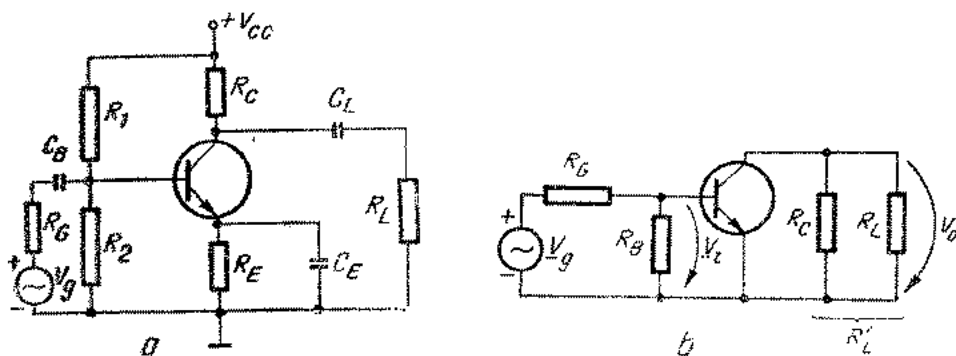 +V_CC
R_C
R_1
C_L
C_B
R_L
R_G
R_2
R_E
C_E
+
V_g
-
a
R_G
+
V_g
-
R_B
V_i
R_C
R_L
V_o
R'_L
b